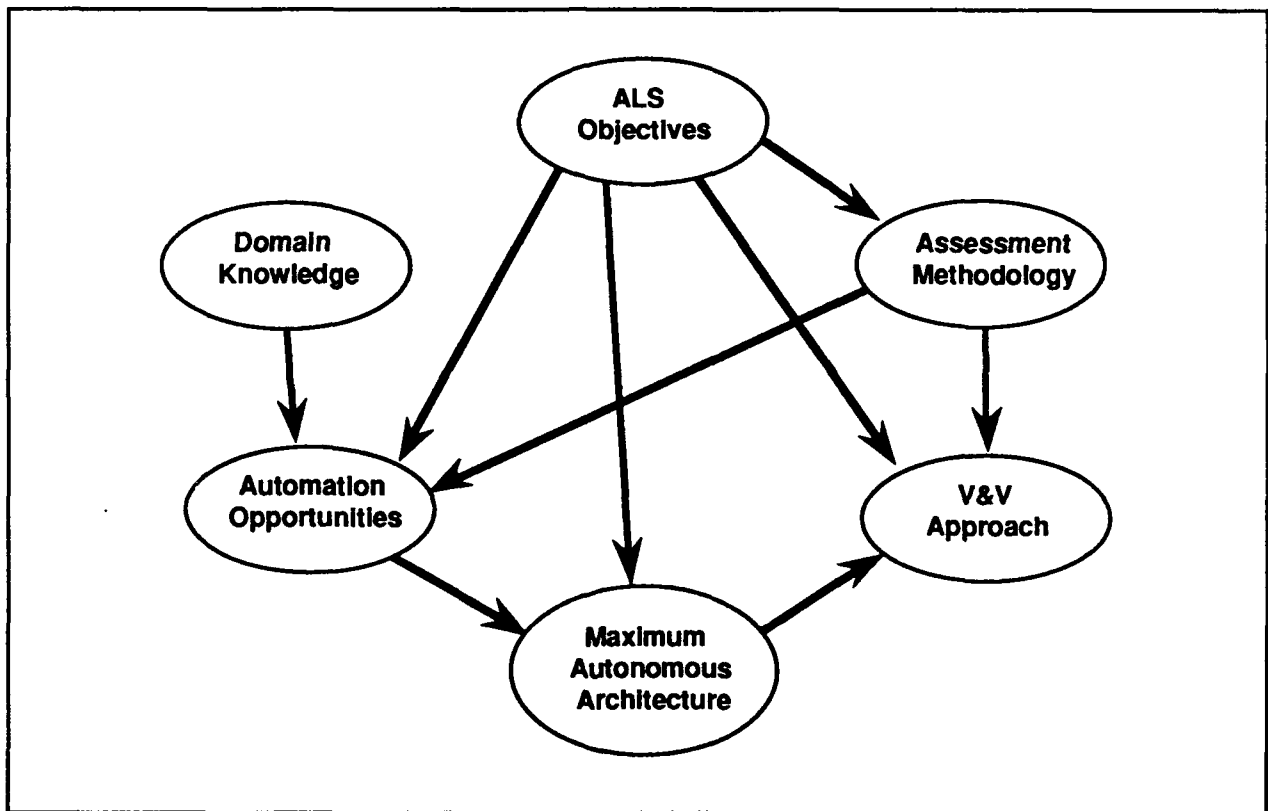 ALS
Objectives
Domain
Knowledge
Assessment
Methodology
Automation
Opportunities
V&V
Approach
Maximum
Autonomous
Architecture